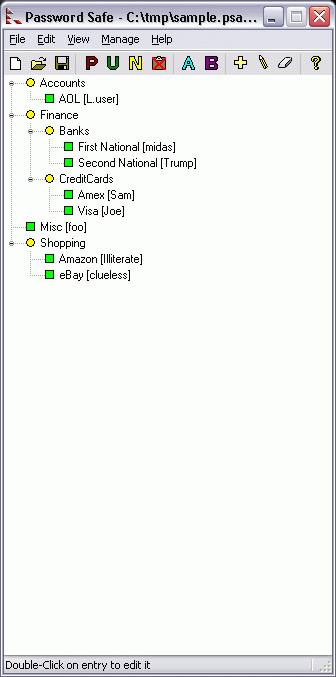 Password Safe - C:\tmp\sample.psa...
File Edit View Manage Help
P U N A B ?
Accounts
AOL [L.user]
Finance
Banks
First National [midas]
Second National [Trump]
CreditCards
Amex [Sam]
Visa [Joe]
Misc [foo]
Shopping
Amazon [Illiterate]
eBay [clueless]
Double-Click on entry to edit it